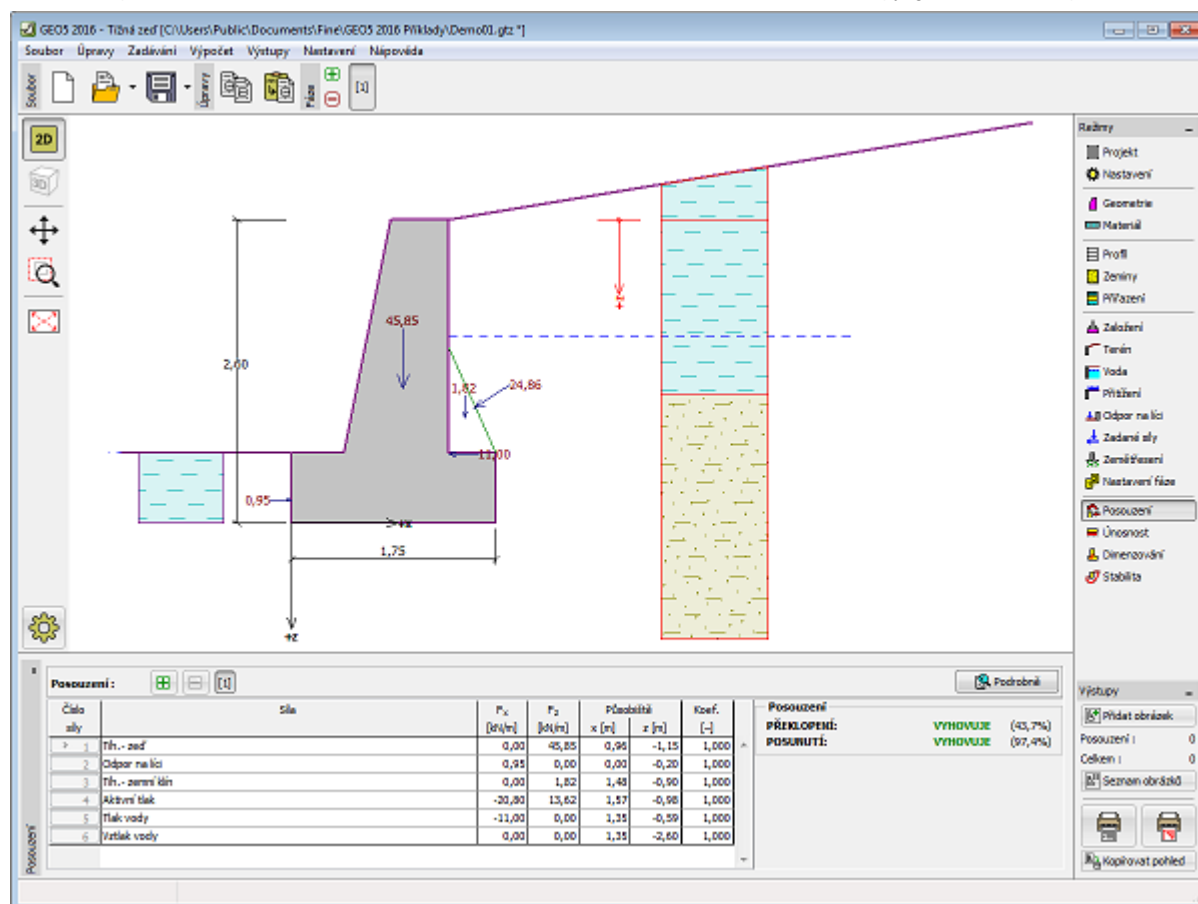 GEO5 2016 - Tížná zeď [C:\Users\Public\Documents\Fine\GEO5 2016 Příklady\Demo01.gtz *]
Soubor Úpravy Zadávání Výpočet Výstupy Nastavení Nápověda
Soubor
Úpravy
Fáze
[1]
2D
3D
45,85
2,60
+z
1,82
24,86
11,00
0,95
+x
1,75
+z
Režimy
Projekt
Nastavení
Geometrie
Materiál
Profil
Zeminy
Přiřazení
Založení
Terén
Voda
Přitížení
Odpor na líci
Zadané síly
Zemětřesení
Nastavení fáze
Posouzení
Únosnost
Dimenzování
Stabilita
Posouzení :
[1]
Podrobně
Číslo síly Síla Fx [kN/m] Fz [kN/m] Působiště x [m] z [m] Koef. [-]
1 Tíh.- zeď 0,00 45,85 0,96 -1,15 1,000
2 Odpor na líci 0,95 0,00 0,00 -0,20 1,000
3 Tíh.- zemní klín 0,00 1,82 1,48 -0,90 1,000
4 Aktivní tlak -20,80 13,62 1,57 -0,98 1,000
5 Tlak vody -11,00 0,00 1,35 -0,59 1,000
6 Vztlak vody 0,00 0,00 1,35 -2,60 1,000
Posouzení
PŘEKLOPENÍ: VYHOVUJE (43,7%)
POSUNUTÍ: VYHOVUJE (97,4%)
Posouzení
Výstupy
Přidat obrázek
Posouzení : 0
Celkem : 0
Seznam obrázků
Kopírovat pohled